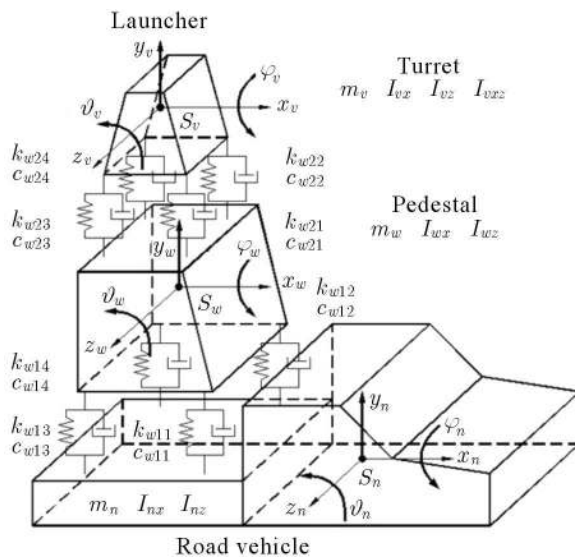 Launcher
y_v
φ_v
Turret
x_v
m_v I_vx I_vz I_vxz
ϑ_v
S_v
z_v
k_w24
c_w24
k_w22
c_w22
Pedestal
k_w23
c_w23
k_w21
c_w21
m_w I_wx I_wz
y_w
φ_w
x_w
ϑ_w
S_w
k_w12
c_w12
z_w
k_w14
c_w14
y_n
φ_n
k_w13
c_w13
k_w11
c_w11
x_n
S_n
m_n I_nx I_nz
z_n
ϑ_n
Road vehicle